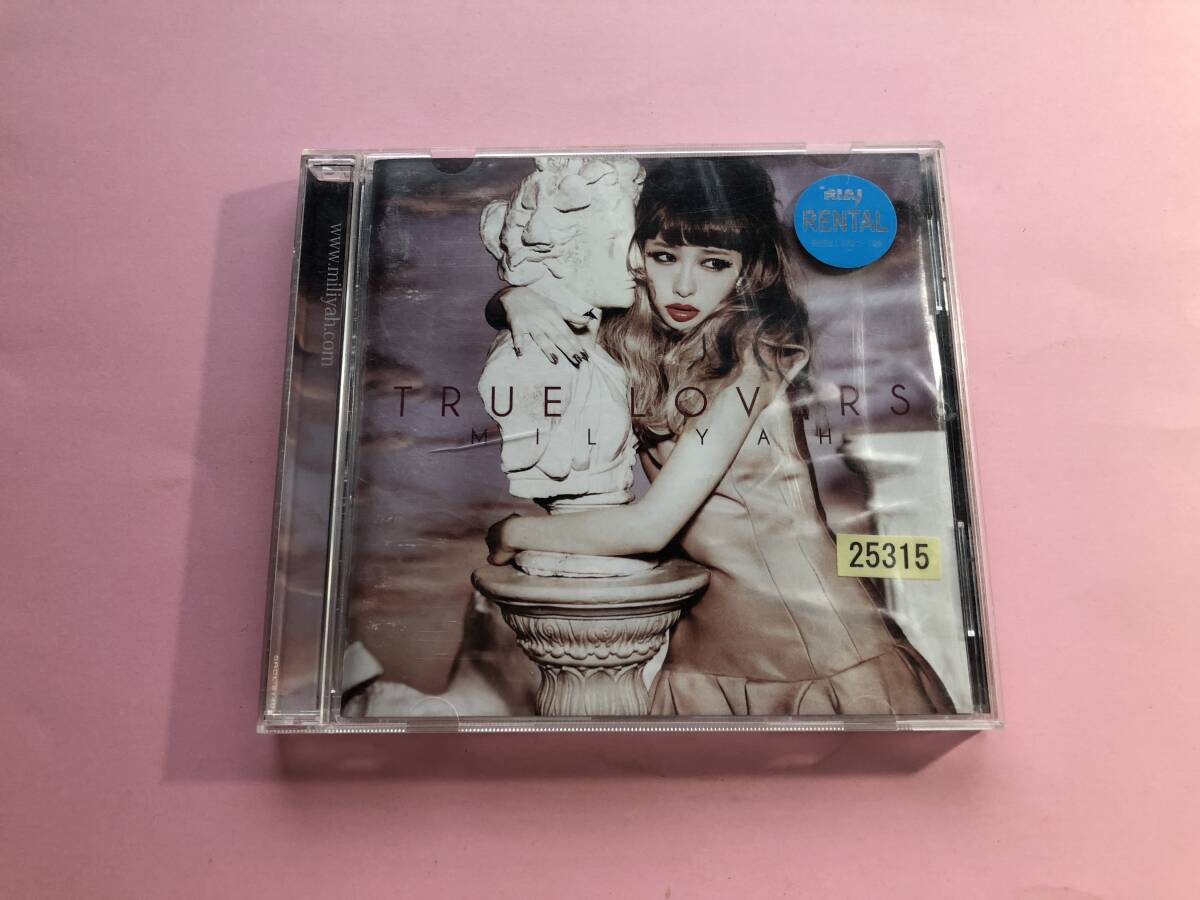 www.miliyah.com
RIAJ
RENTAL
TRUE LOVERS
MILIYAH
25315